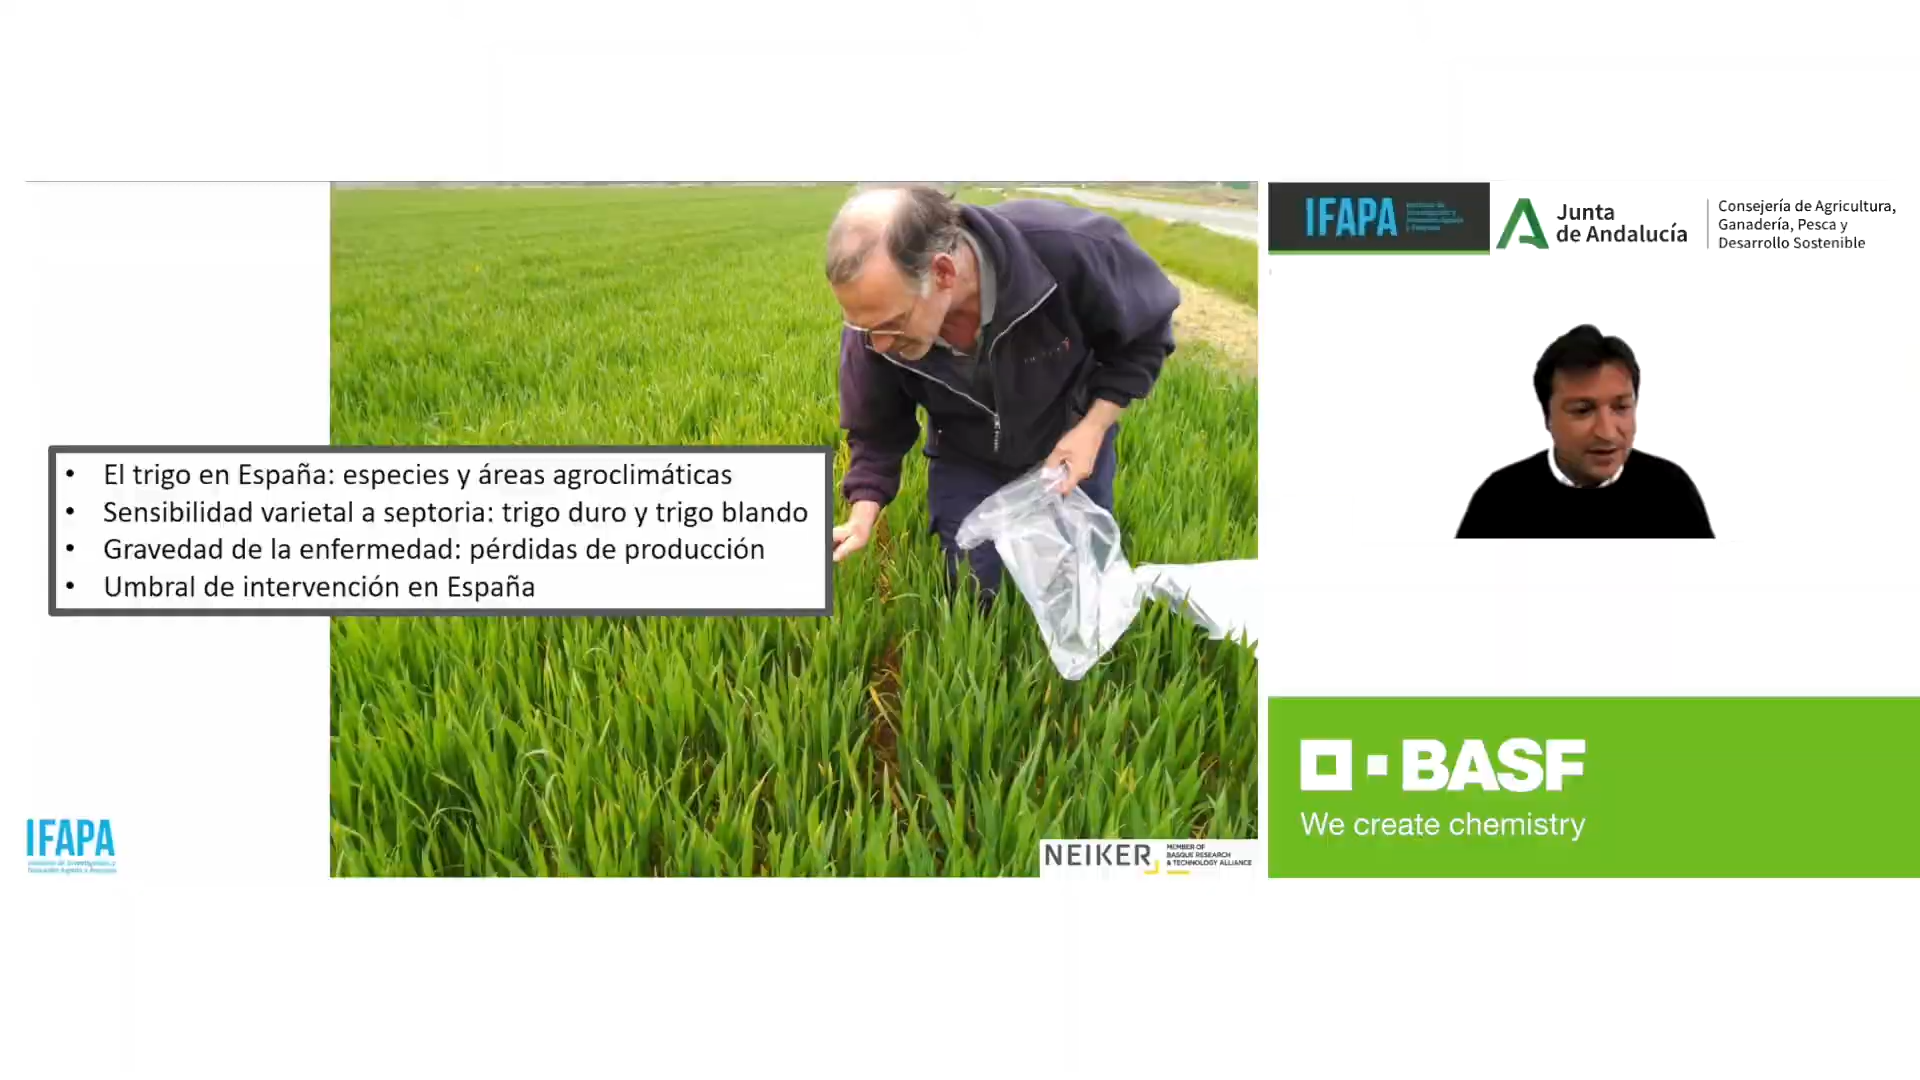 • El trigo en España: especies y áreas agroclimáticas
• Sensibilidad varietal a septoria: trigo duro y trigo blando
• Gravedad de la enfermedad: pérdidas de producción
• Umbral de intervención en España
IFAPA
NEIKER
MEMBER OF
BASQUE RESEARCH
& TECHNOLOGY ALLIANCE
IFAPA
Junta
de Andalucía
Consejería de Agricultura,
Ganadería, Pesca y
Desarrollo Sostenible
BASF
We create chemistry